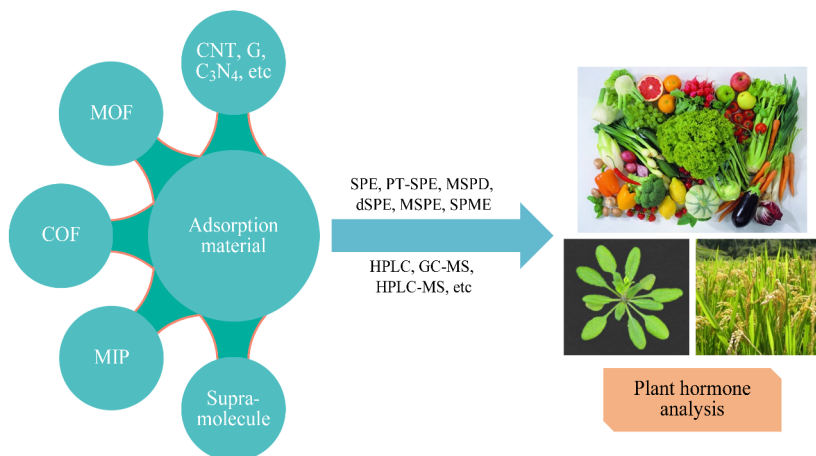 CNT, G,
C₃N₄, etc
MOF
COF
Adsorption
material
MIP
Supra-
molecule
SPE, PT-SPE, MSPD,
dSPE, MSPE, SPME
HPLC, GC-MS,
HPLC-MS, etc
Plant hormone
analysis